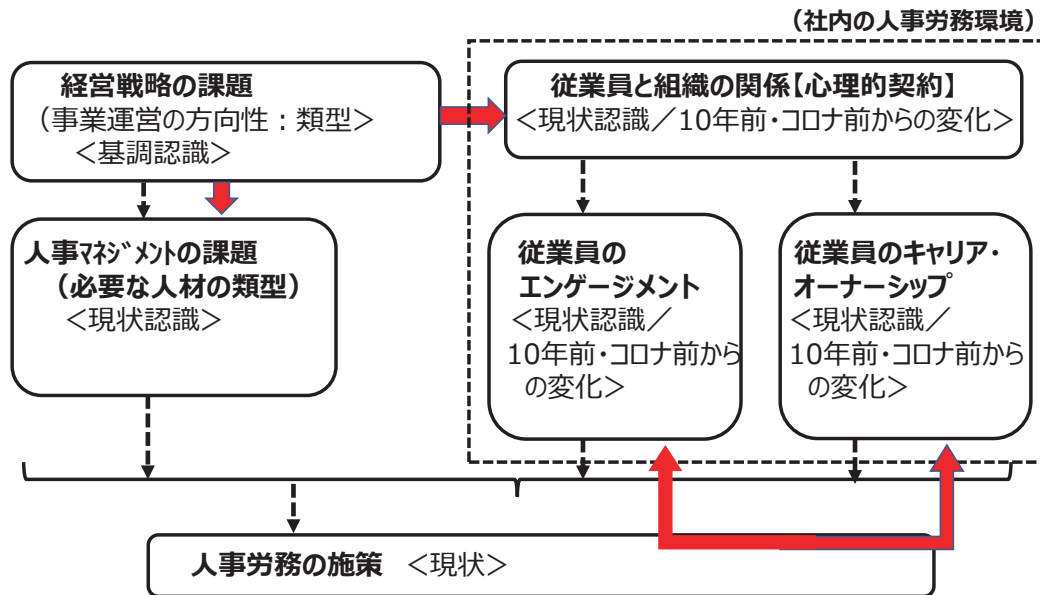 （社内の人事労務環境）
経営戦略の課題
（事業運営の方向性：類型＞
＜基調認識＞
従業員と組織の関係【心理的契約】
＜現状認識／10年前・コロナ前からの変化＞
人事ﾏﾈｼﾞﾒﾝﾄの課題
（必要な人材の類型）
＜現状認識＞
従業員の
エンゲージメント
＜現状認識／
10年前・コロナ前から
の変化＞
従業員のキャリア・
オーナーシップ
＜現状認識／
10年前・コロナ前から
の変化＞
人事労務の施策　＜現状＞